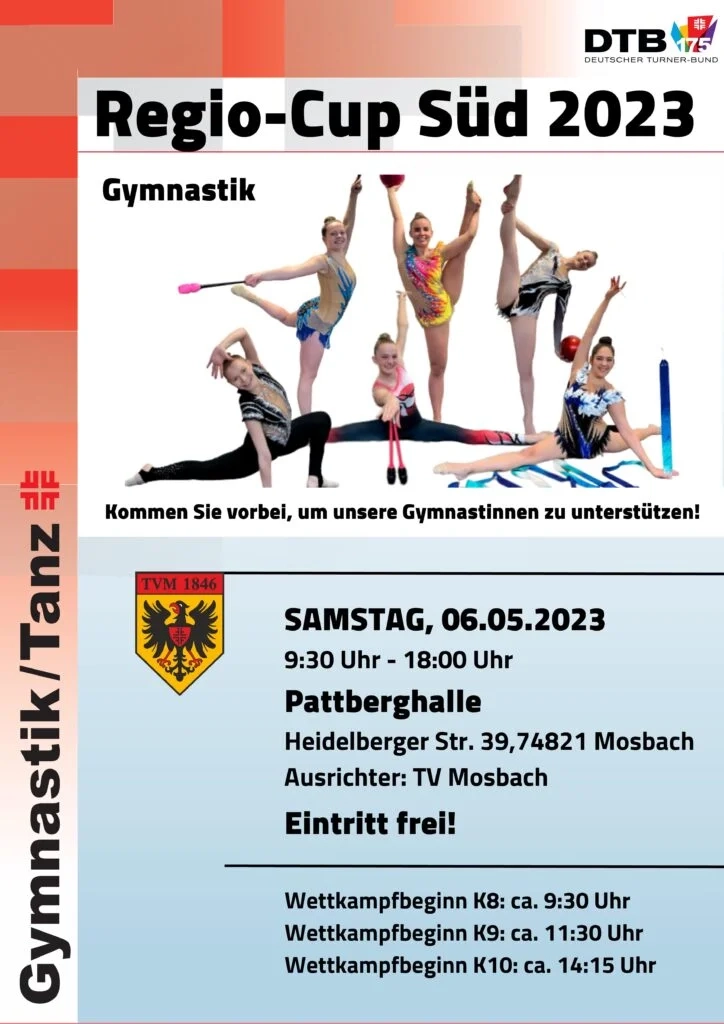 DTB 175
DEUTSCHER TURNER-BUND
Regio-Cup Süd 2023
Gymnastik
Kommen Sie vorbei, um unsere Gymnastinnen zu unterstützen!
Gymnastik/Tanz
TVM 1846
SAMSTAG, 06.05.2023
9:30 Uhr - 18:00 Uhr
Pattberghalle
Heidelberger Str. 39,74821 Mosbach
Ausrichter: TV Mosbach
Eintritt frei!
Wettkampfbeginn K8: ca. 9:30 Uhr
Wettkampfbeginn K9: ca. 11:30 Uhr
Wettkampfbeginn K10: ca. 14:15 Uhr